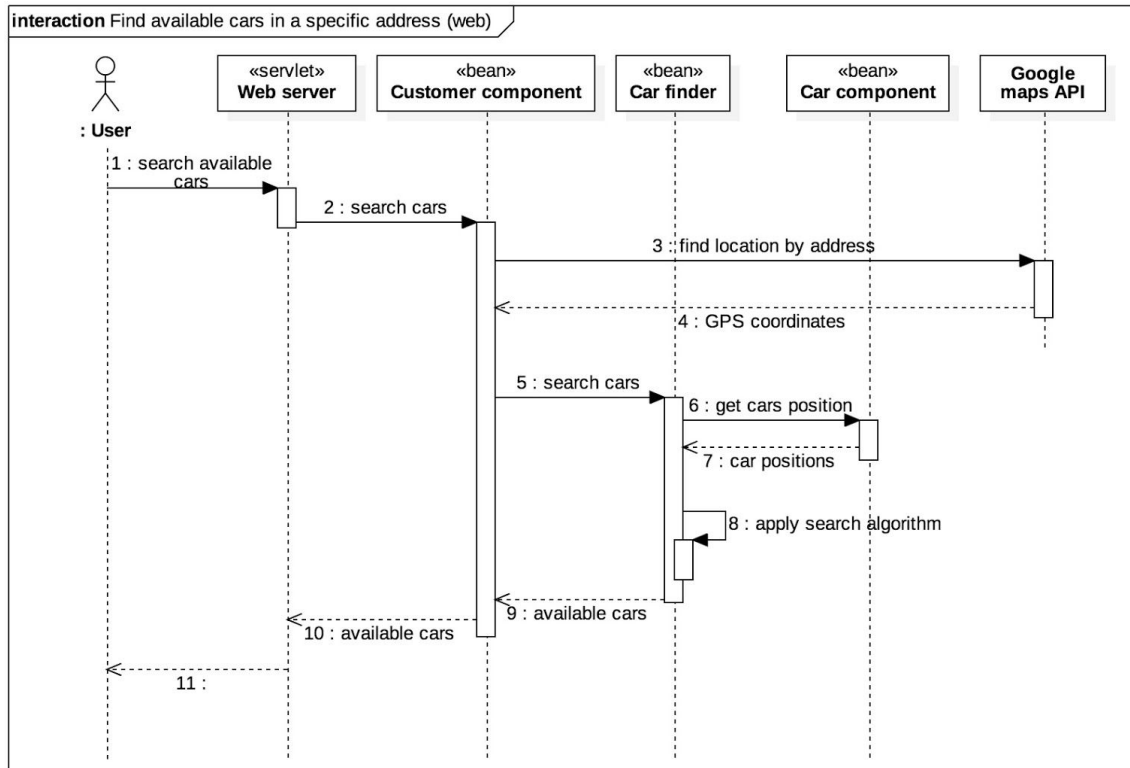 interaction Find available cars in a specific address (web)
«servlet»
Web server
«bean»
Customer component
«bean»
Car finder
«bean»
Car component
Google
maps API
: User
1 : search available
cars
2 : search cars
3 : find location by address
4 : GPS coordinates
5 : search cars
6 : get cars position
7 : car positions
8 : apply search algorithm
9 : available cars
10 : available cars
11 :